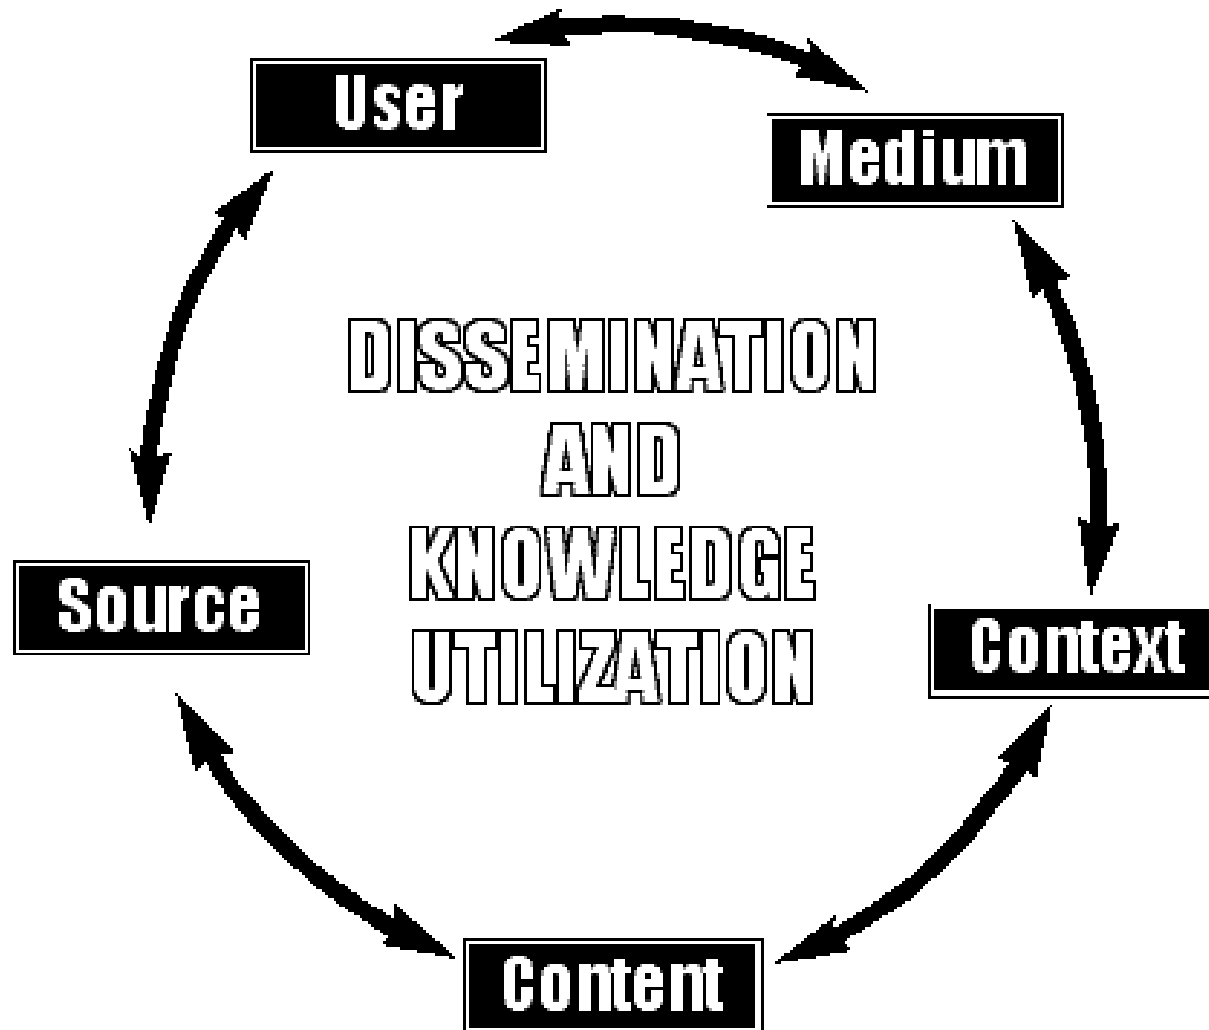 User
Medium
DISSEMINATION
AND
KNOWLEDGE
UTILIZATION
Source
Context
Content